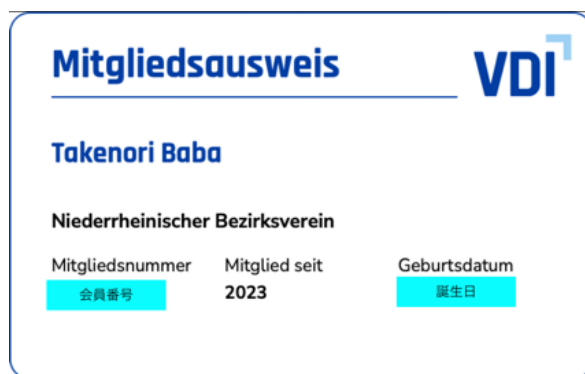 Mitgliedsausweis
VDI
Takenori Baba
Niederrheinischer Bezirksverein
Mitgliedsnummer Mitglied seit Geburtsdatum
会員番号 2023 誕生日